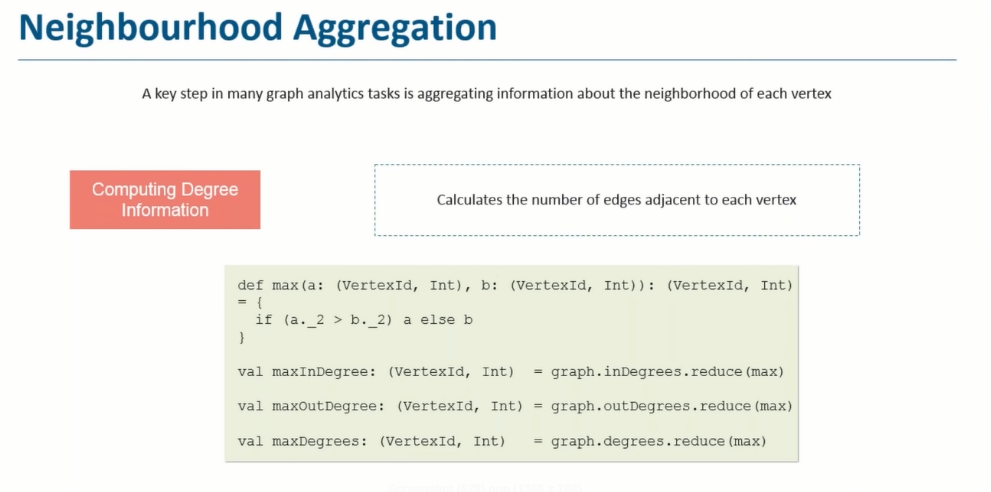 Neighbourhood Aggregation
A key step in many graph analytics tasks is aggregating information about the neighborhood of each vertex
Computing Degree
Information
Calculates the number of edges adjacent to each vertex
def max(a: (VertexId, Int), b: (VertexId, Int)): (VertexId, Int)
= {
  if (a._2 > b._2) a else b
}
val maxInDegree: (VertexId, Int)  = graph.inDegrees.reduce(max)
val maxOutDegree: (VertexId, Int) = graph.outDegrees.reduce(max)
val maxDegrees: (VertexId, Int)   = graph.degrees.reduce(max)